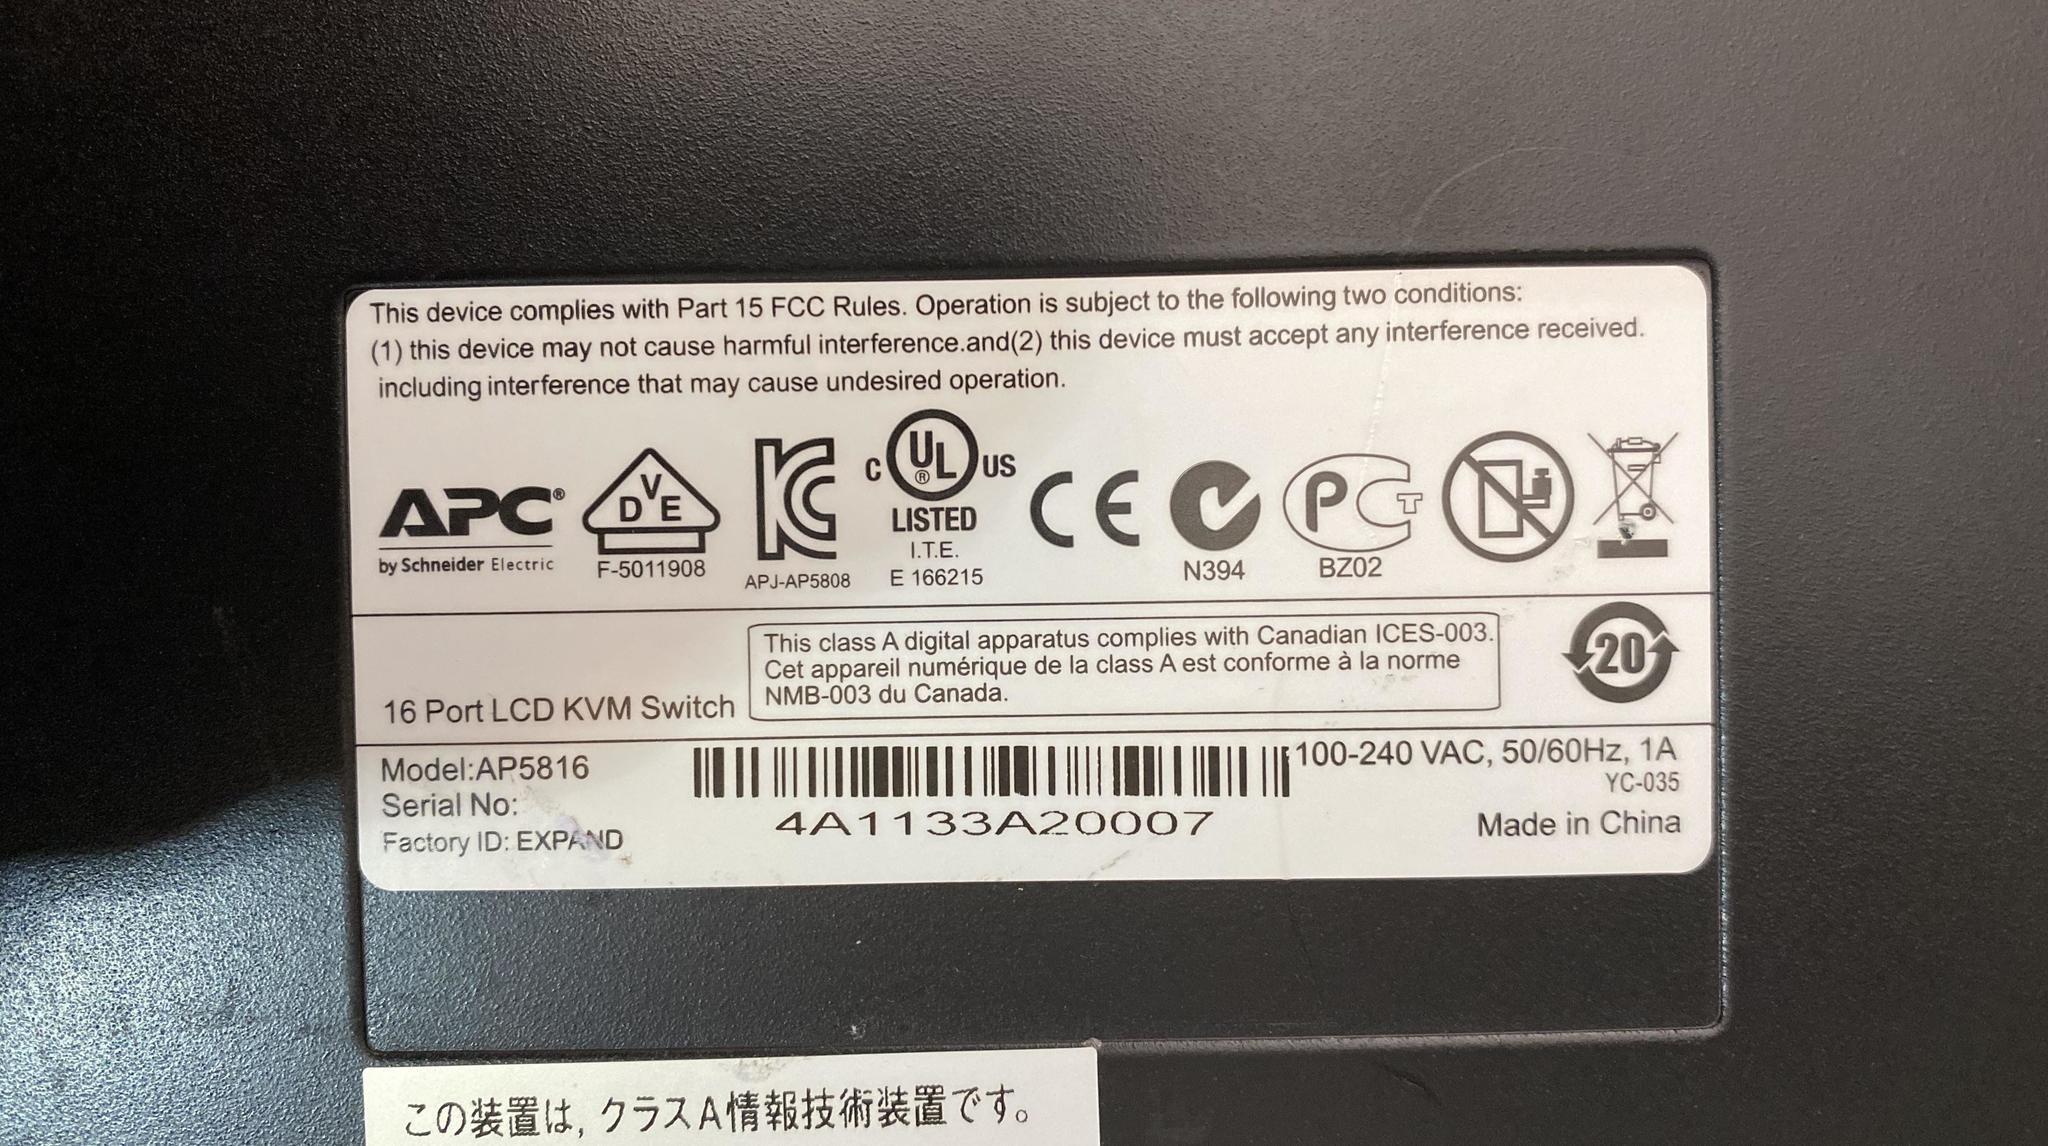 This device complies with Part 15 FCC Rules. Operation is subject to the following two conditions:
(1) this device may not cause harmful interference.and(2) this device must accept any interference received.
including interference that may cause undesired operation.
APC®
by Schneider Electric
DVE
F-5011908
KC
APJ-AP5808
C UL® US
LISTED
I.T.E.
E 166215
CE
N394
PCT
BZ02
16 Port LCD KVM Switch
This class A digital apparatus complies with Canadian ICES-003.
Cet appareil numérique de la class A est conforme à la norme
NMB-003 du Canada.
20
Model:AP5816
Serial No:
Factory ID: EXPAND
4A1133A20007
100-240 VAC, 50/60Hz, 1A
YC-035
Made in China
この装置は, クラスA情報技術装置です。